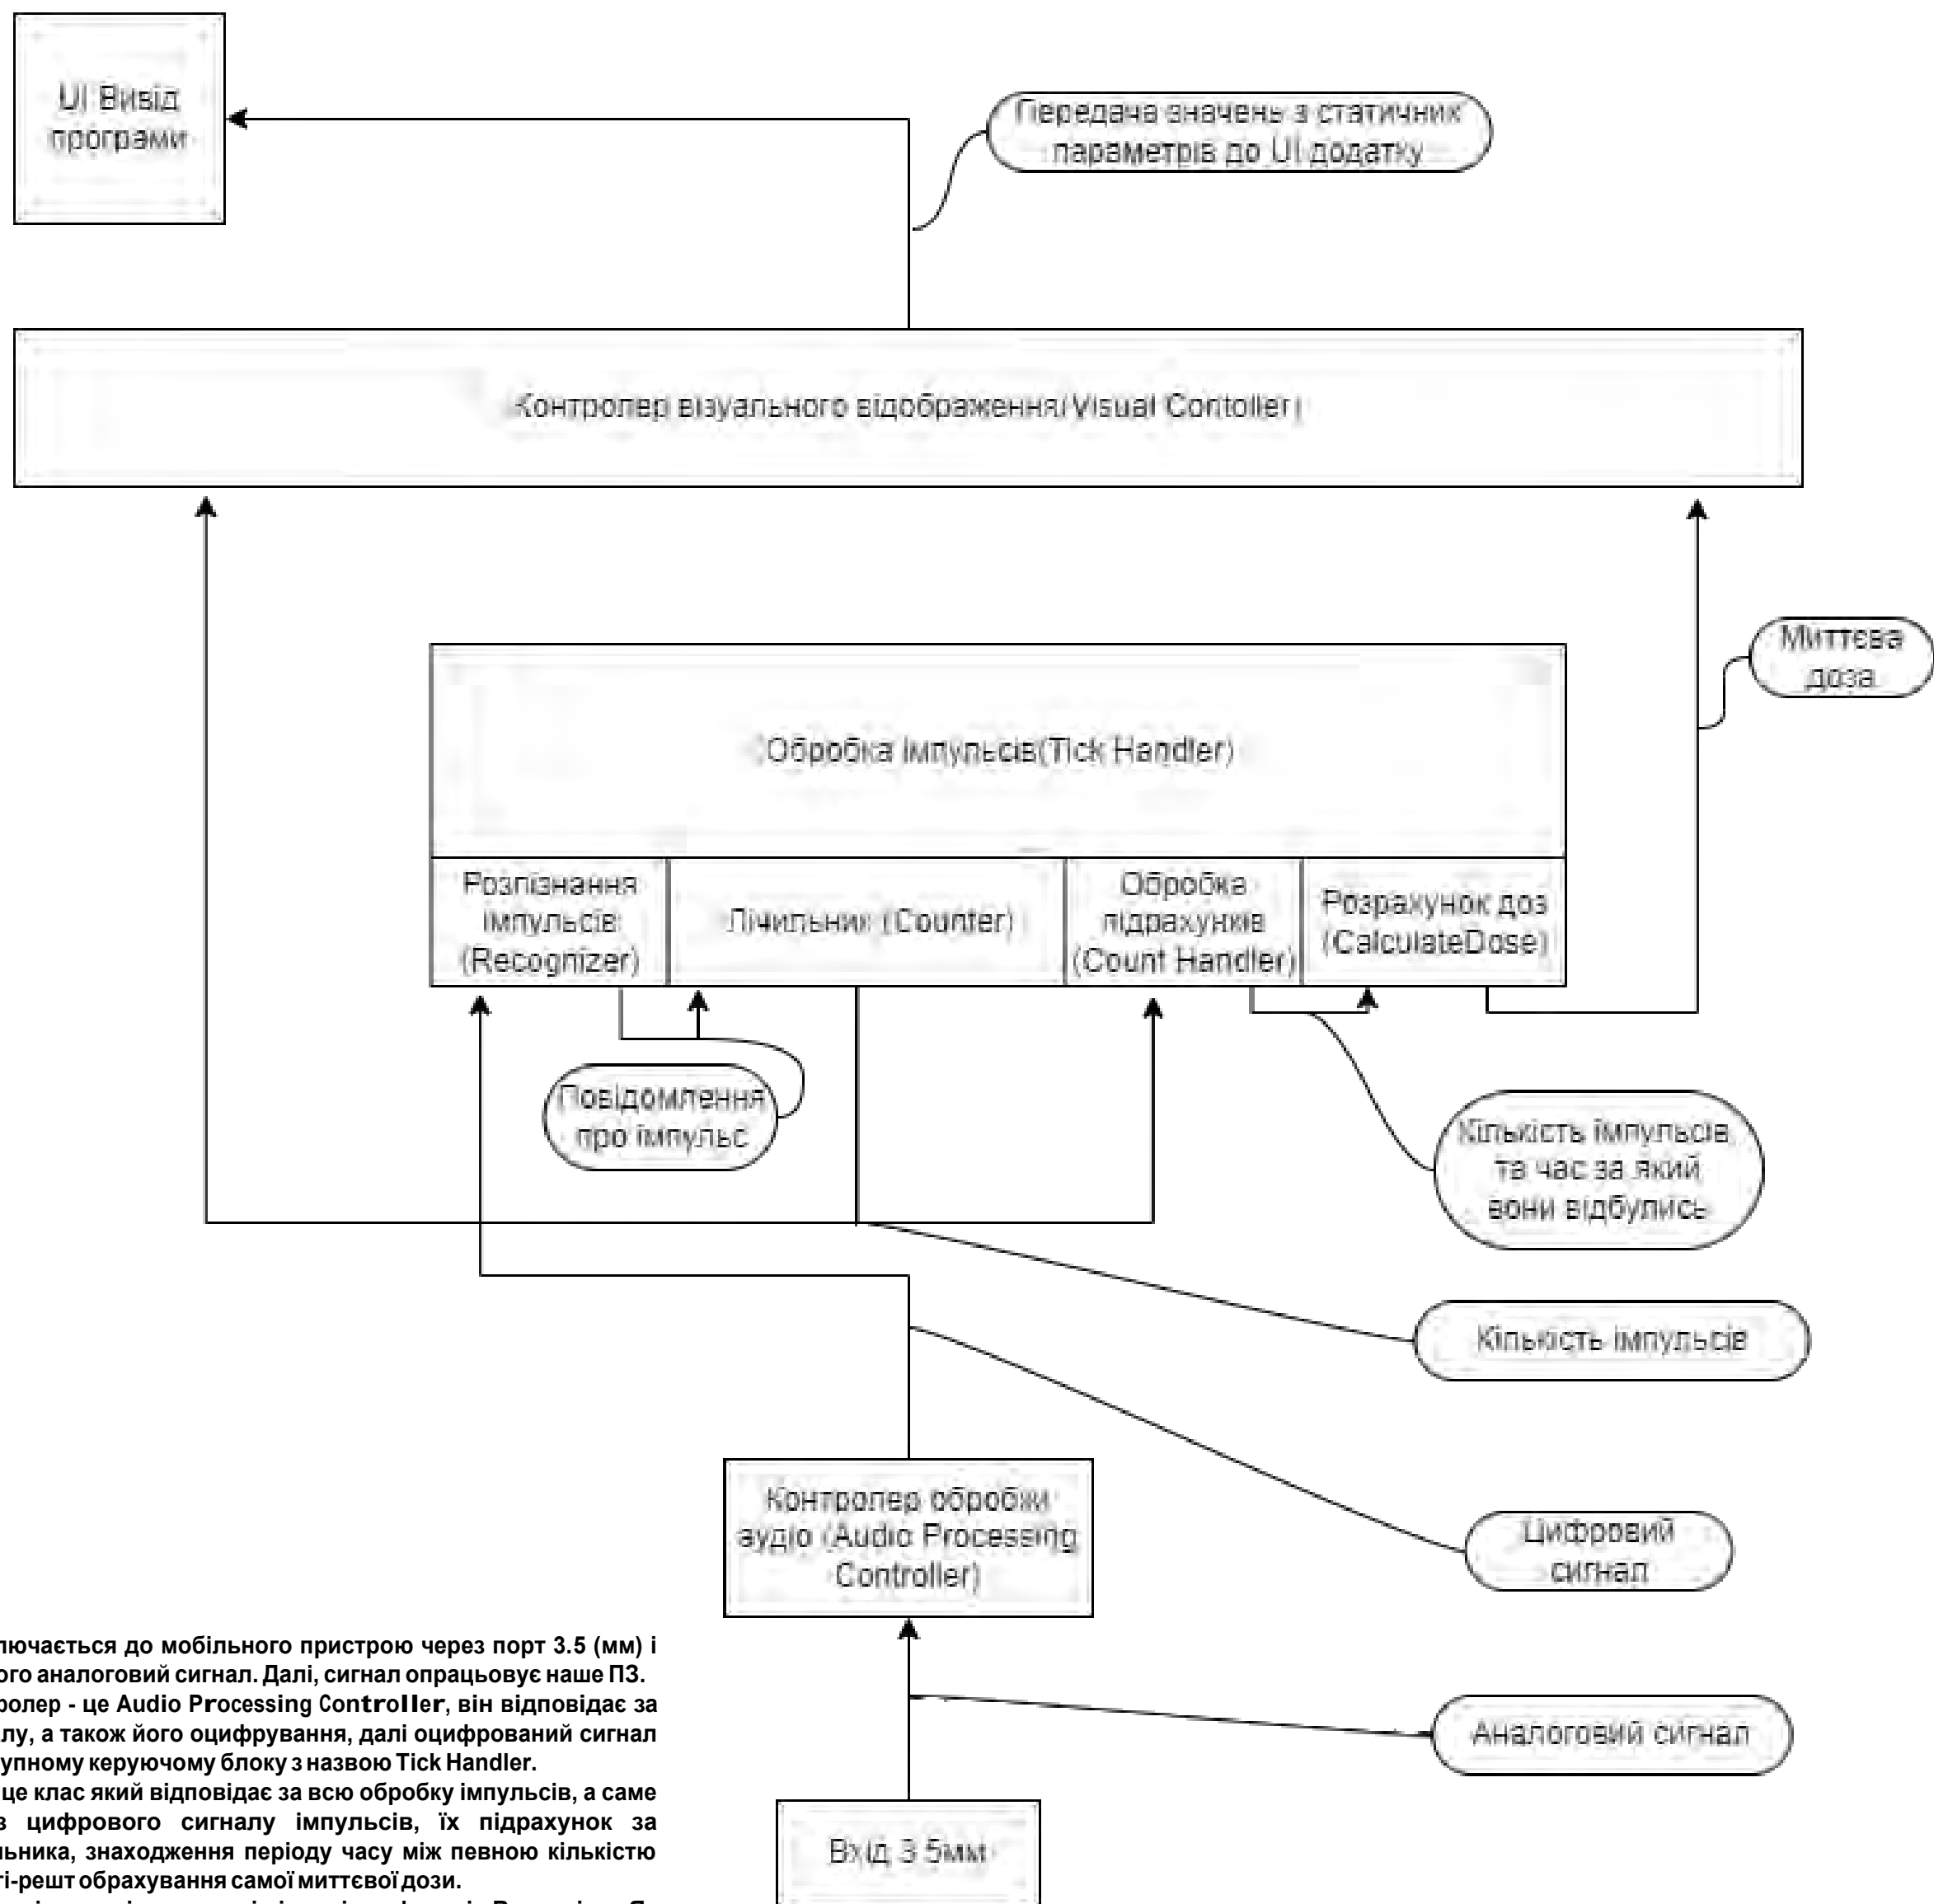 UI Вивід
програми
Передача значень з статичних
параметрів до UI додатку
Контролер візуального відображення(Visual Contoller)
Миттєва
доза
Обробка імпульсів(Tick Handler)
Розпізнання
імпульсів
(Recognizer)
Лічильник (Counter)
Обробка
підрахунків
(Count Handler)
Розрахунок доз
(CalculateDose)
Повідомлення
про імпульс
Кількість імпульсів
та час за який
вони відбулись
Кількість імпульсів
Контролер обробки
аудіо (Audio Processing
Controller)
Цифровий
сигнал
Аналоговий сигнал
Вхід 3.5мм
лючається до мобільного пристрою через порт 3.5 (мм) і
ого аналоговий сигнал. Далі, сигнал опрацьовує наше ПЗ.
ролер - це Audio Processing Controller, він відповідає за
лу, а також його оцифрування, далі оцифрований сигнал
упному керуючому блоку з назвою Tick Handler.
це клас який відповідає за всю обробку імпульсів, а саме
з цифрового сигналу імпульсів, їх підрахунок за
льника, знаходження періоду часу між певною кількістю
ті-решт обрахування самої миттєвої дози.